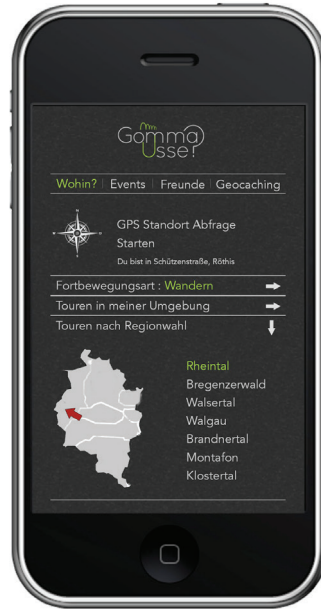 Gomma
Usse?
Wohin? Events Freunde Geocaching
GPS Standort Abfrage
Starten
Du bist in Schützenstraße, Röthis
Fortbewegungsart : Wandern
Touren in meiner Umgebung
Touren nach Regionwahl
Rheintal
Bregenzerwald
Walsertal
Walgau
Brandnertal
Montafon
Klostertal